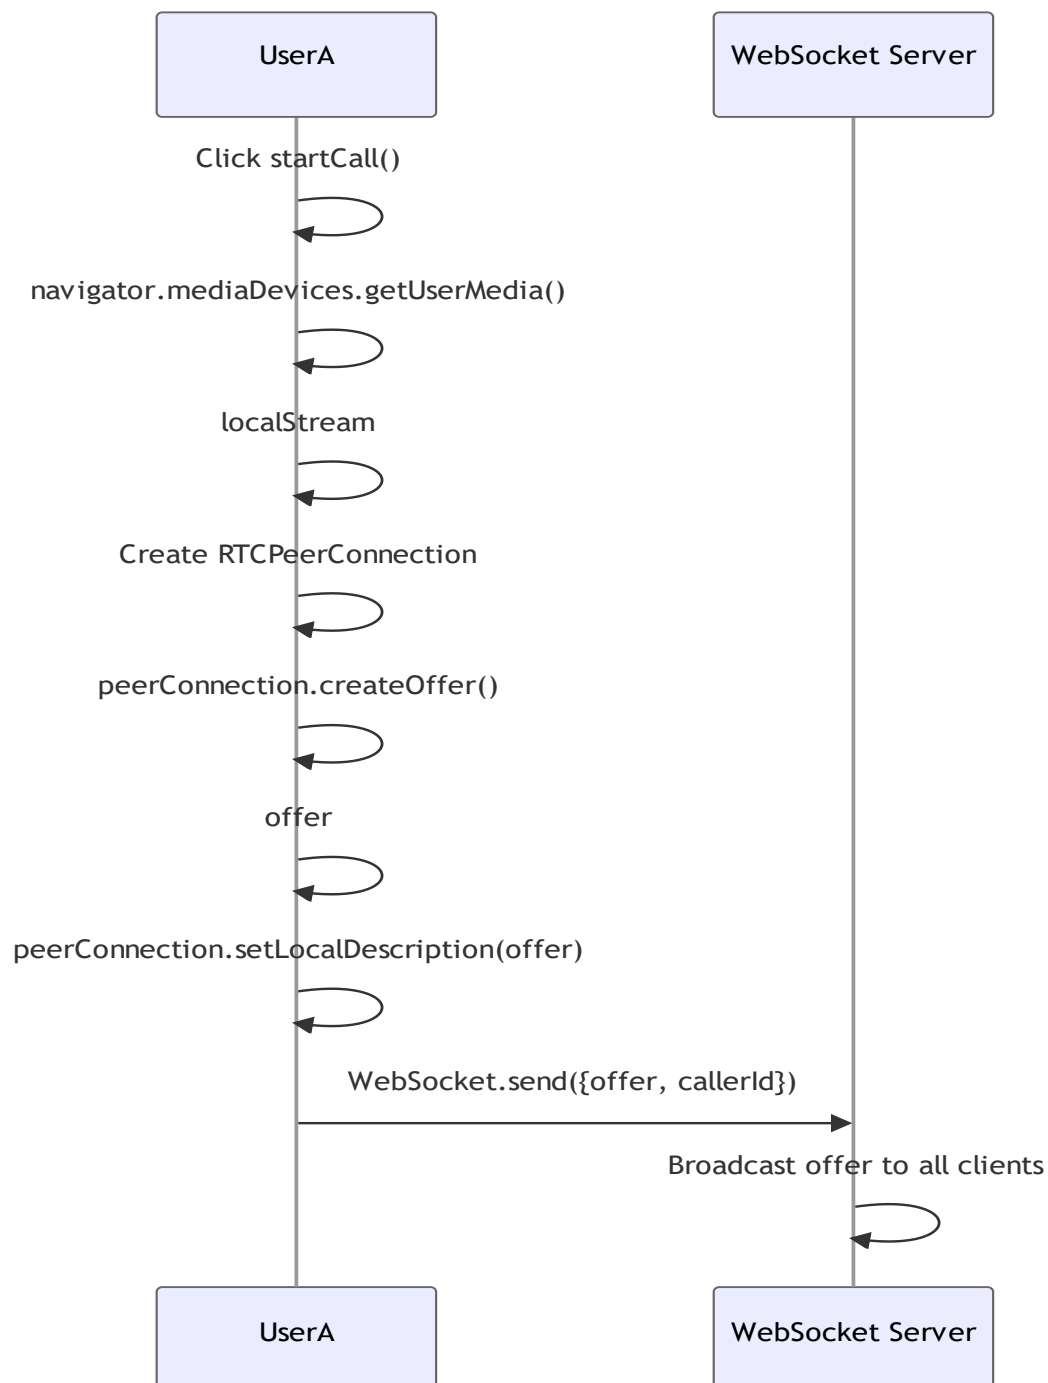 UserA
WebSocket Server
Click startCall()
navigator.mediaDevices.getUserMedia()
localStream
Create RTCPeerConnection
peerConnection.createOffer()
offer
peerConnection.setLocalDescription(offer)
WebSocket.send({offer, callerId})
Broadcast offer to all clients
UserA
WebSocket Server